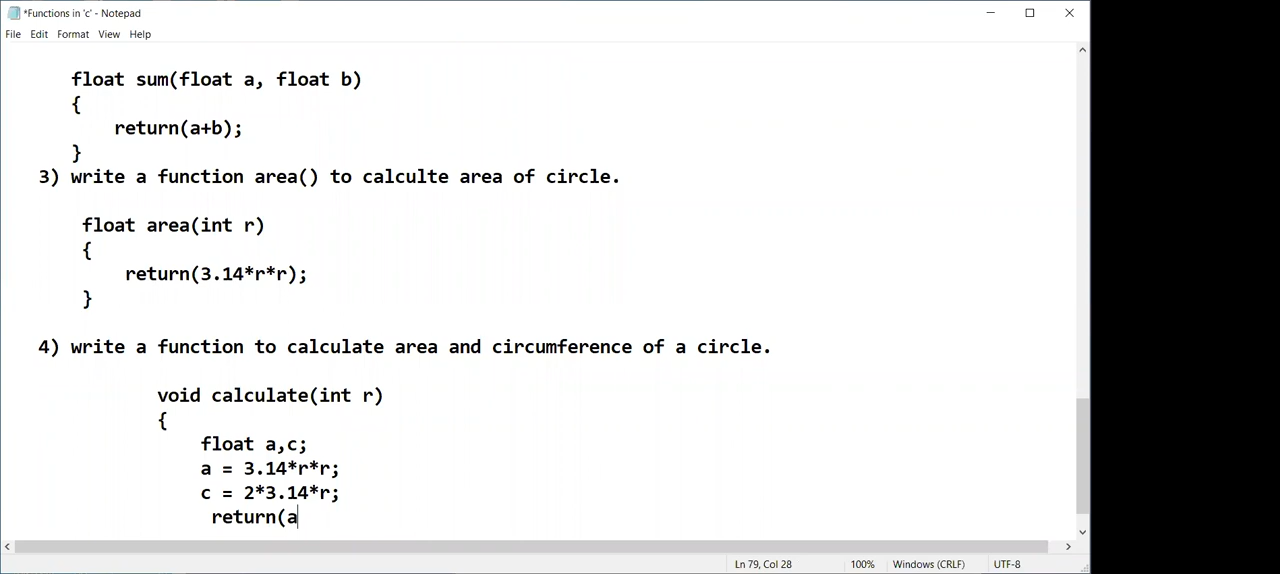 *Functions in 'c' - Notepad
File Edit Format View Help
float sum(float a, float b)
{
return(a+b);
}
3) write a function area() to calculte area of circle.
float area(int r)
{
return(3.14*r*r);
}
4) write a function to calculate area and circumference of a circle.
void calculate(int r)
{
float a,c;
a = 3.14*r*r;
c = 2*3.14*r;
return(a
Ln 79, Col 28 100% Windows (CRLF) UTF-8